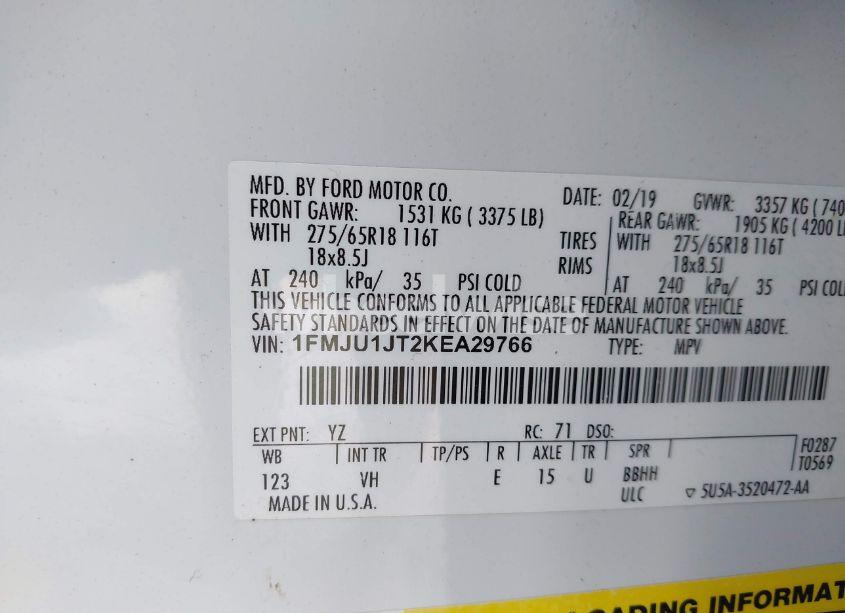 MFD. BY FORD MOTOR CO. DATE: 02/19 GVWR: 3357 KG ( 740
FRONT GAWR: 1531 KG ( 3375 LB) REAR GAWR: 1905 KG ( 4200 L
WITH 275/65R18 116T TIRES WITH 275/65R18 116T
18x8.5J RIMS 18x8.5J
AT 240 kPa/ 35 PSI COLD AT 240 kPa/ 35 PSI COL
THIS VEHICLE CONFORMS TO ALL APPLICABLE FEDERAL MOTOR VEHICLE
SAFETY STANDARDS IN EFFECT ON THE DATE OF MANUFACTURE SHOWN ABOVE.
VIN: 1FMJU1JT2KEA29766 TYPE: MPV
EXT PNT: YZ RC: 71 DSO: F0287
WB INT TR TP/PS R AXLE TR SPR T0569
123 VH E 15 U BBHH
ULC 5U5A-3520472-AA
MADE IN U.S.A.
LOADING INFORMAT